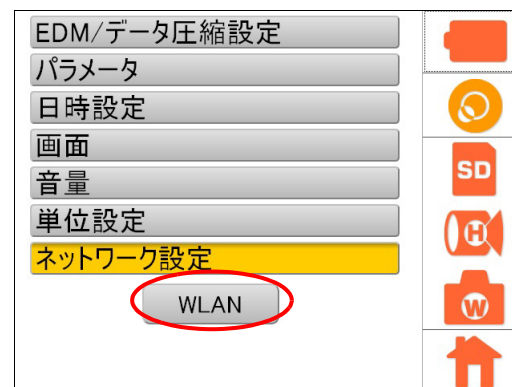 EDM/データ圧縮設定
パラメータ
日時設定
画面
音量
単位設定
ネットワーク設定
WLAN
SD
H
W